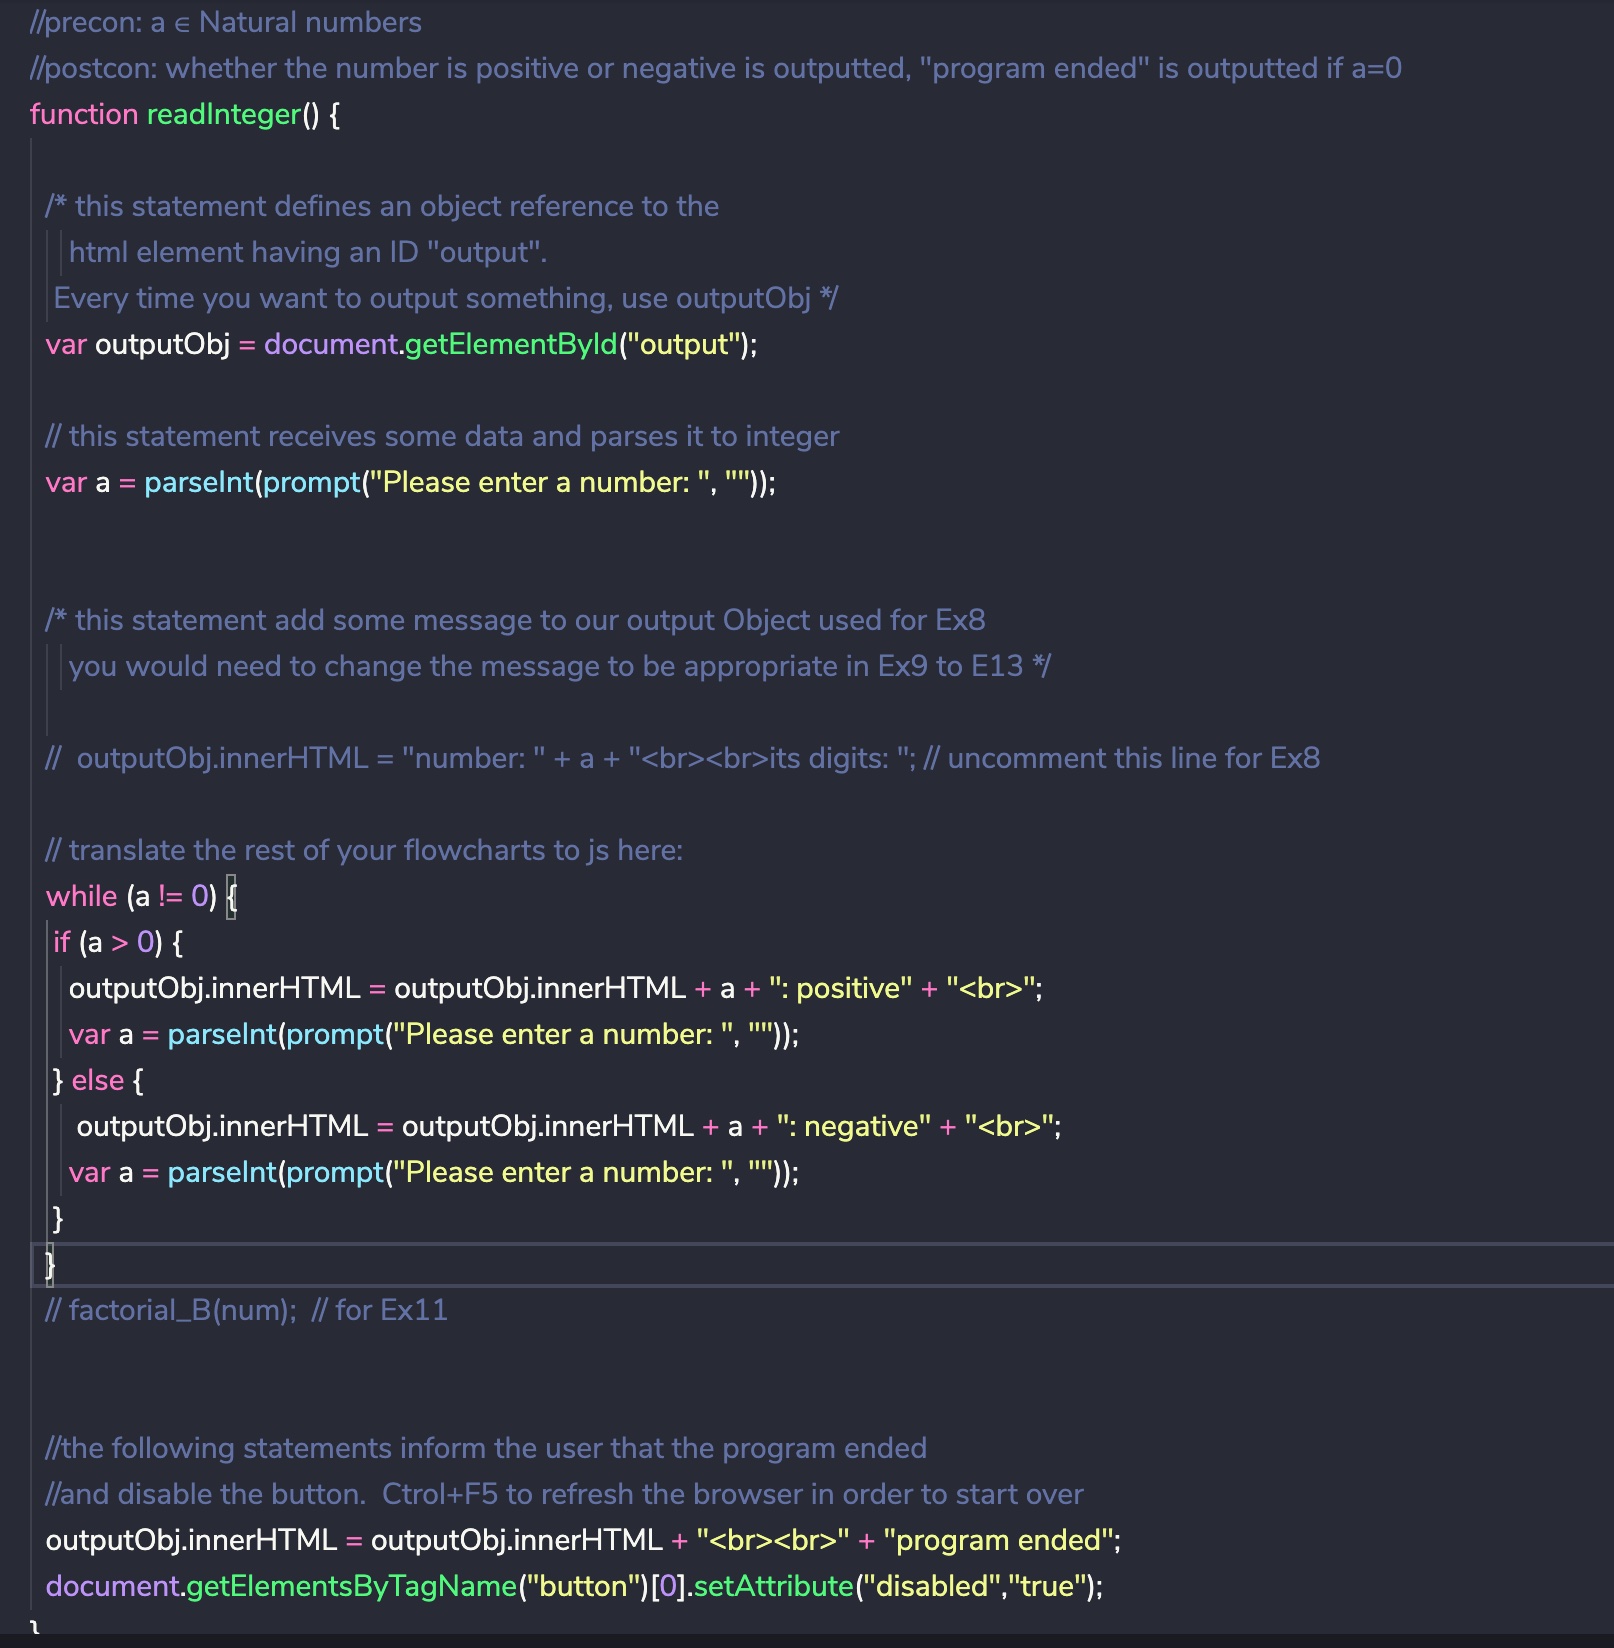 //precon: a ∈ Natural numbers
//postcon: whether the number is positive or negative is outputted, "program ended" is outputted if a=0
function readInteger() {
/* this statement defines an object reference to the
html element having an ID "output".
Every time you want to output something, use outputObj */
var outputObj = document.getElementById("output");
// this statement receives some data and parses it to integer
var a = parseInt(prompt("Please enter a number: ", ""));
/* this statement add some message to our output Object used for Ex8
you would need to change the message to be appropriate in Ex9 to E13 */
//  outputObj.innerHTML = "number: " + a + "<br><br>its digits: "; // uncomment this line for Ex8
// translate the rest of your flowcharts to js here:
while (a != 0) {
if (a > 0) {
outputObj.innerHTML = outputObj.innerHTML + a + ": positive" + "<br>";
var a = parseInt(prompt("Please enter a number: ", ""));
} else {
outputObj.innerHTML = outputObj.innerHTML + a + ": negative" + "<br>";
var a = parseInt(prompt("Please enter a number: ", ""));
}
}
// factorial_B(num);  // for Ex11
//the following statements inform the user that the program ended
//and disable the button.  Ctrol+F5 to refresh the browser in order to start over
outputObj.innerHTML = outputObj.innerHTML + "<br><br>" + "program ended";
document.getElementsByTagName("button")[0].setAttribute("disabled","true");
}